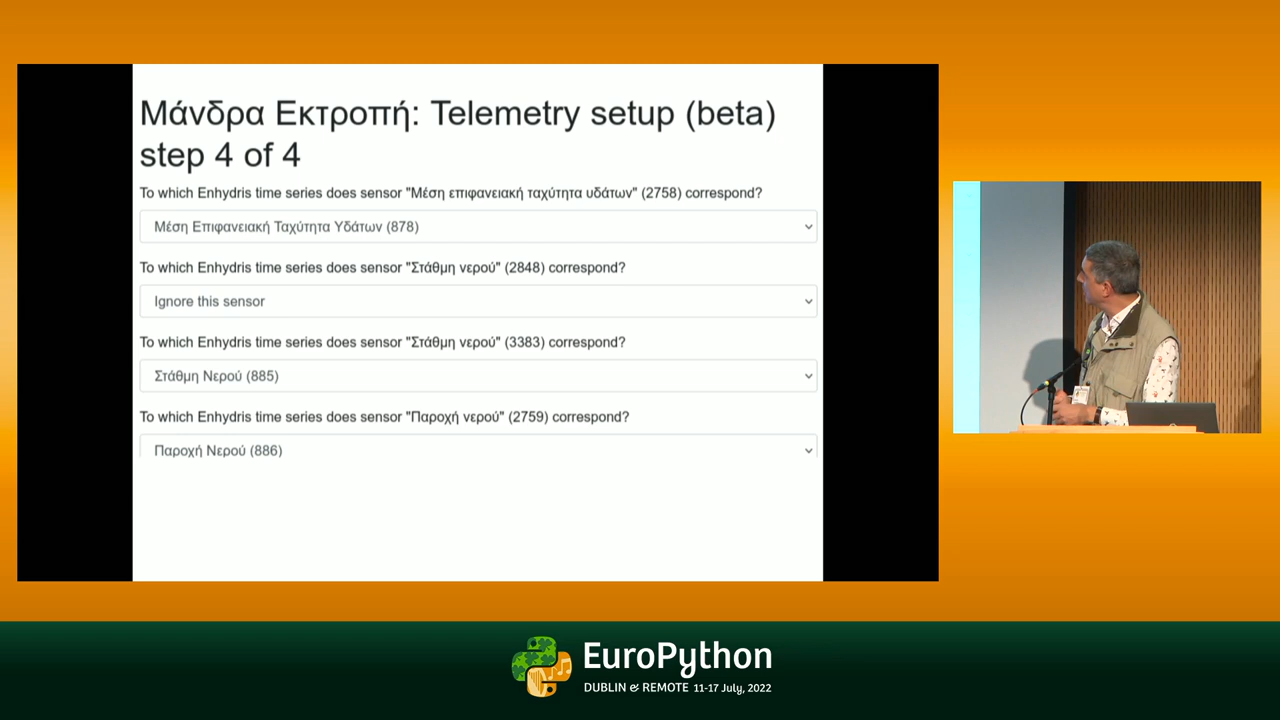 Μάνδρα Εκτροπή: Telemetry setup (beta)
step 4 of 4
To which Enhydris time series does sensor "Μέση επιφανειακή ταχύτητα υδάτων" (2758) correspond?
Μέση Επιφανειακή Ταχύτητα Υδάτων (878)
To which Enhydris time series does sensor "Στάθμη νερού" (2848) correspond?
Ignore this sensor
To which Enhydris time series does sensor "Στάθμη νερού" (3383) correspond?
Στάθμη Νερού (885)
To which Enhydris time series does sensor "Παροχή νερού" (2759) correspond?
Παροχή Νερού (886)
EuroPython
DUBLIN & REMOTE 11-17 July, 2022